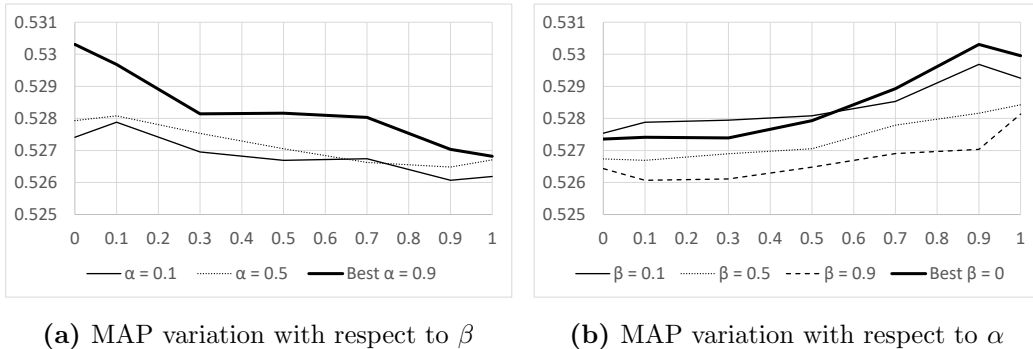 0.531
0.53
0.529
0.528
0.527
0.526
0.525
0 0.1 0.2 0.3 0.4 0.5 0.6 0.7 0.8 0.9 1
α = 0.1 α = 0.5 Best α = 0.9
(a) MAP variation with respect to β
0.531
0.53
0.529
0.528
0.527
0.526
0.525
0 0.1 0.2 0.3 0.4 0.5 0.6 0.7 0.8 0.9 1
β = 0.1 β = 0.5 β = 0.9 Best β = 0
(b) MAP variation with respect to α